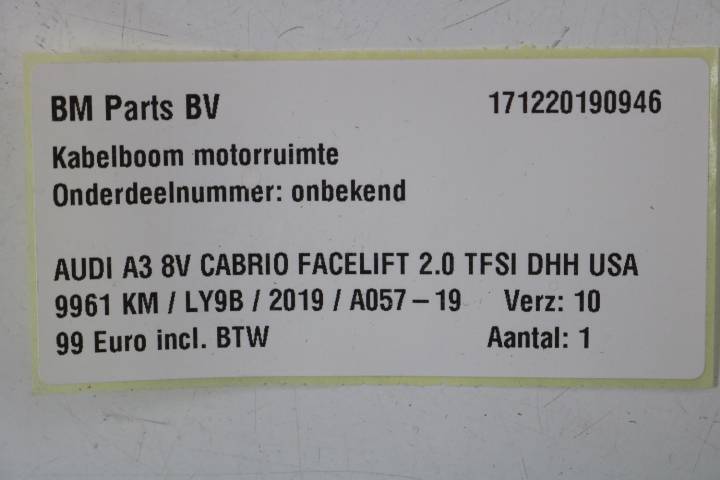 BM Parts BV 171220190946
Kabelboom motorruimte
Onderdeelnummer: onbekend
AUDI A3 8V CABRIO FACELIFT 2.0 TFSI DHH USA
9961 KM / LY9B / 2019 / A057 – 19 Verz: 10
99 Euro incl. BTW Aantal: 1